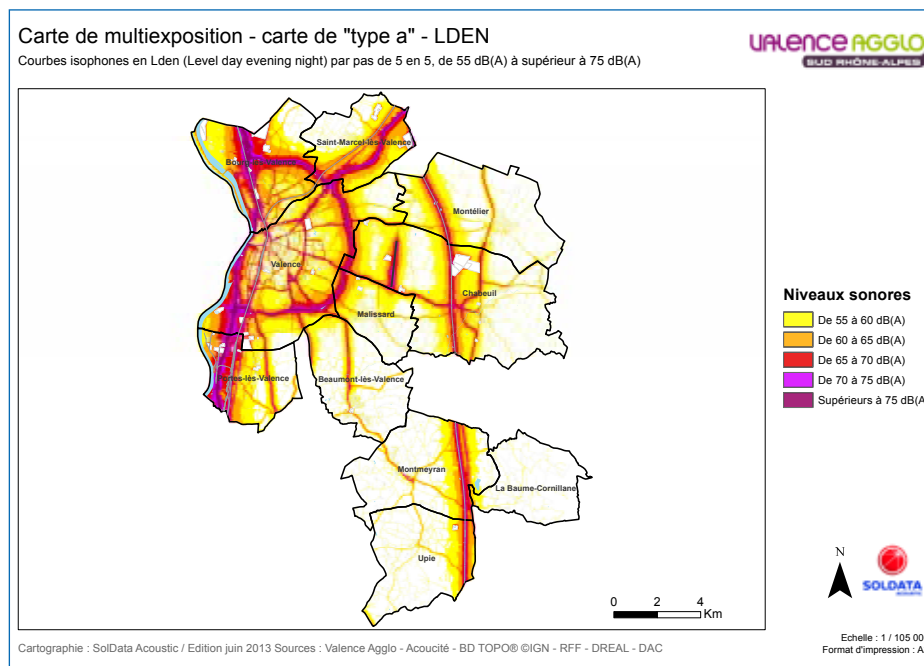 Carte de multiexposition - carte de "type a" - LDEN
Courbes isophones en Lden (Level day evening night) par pas de 5 en 5, de 55 dB(A) à supérieur à 75 dB(A)
VALENCE AGGLO
SUD RHÔNE-ALPES
Saint-Marcel-lès-Valence
Bourg-lès-Valence
Montélier
Valence
Chabeuil
Malissard
Portes-lès-Valence
Beaumont-lès-Valence
Montmeyran
La Baume-Cornillane
Upie
Niveaux sonores
De 55 à 60 dB(A)
De 60 à 65 dB(A)
De 65 à 70 dB(A)
De 70 à 75 dB(A)
Supérieurs à 75 dB(A
N
SOLDATA
ACOUSTIC
0 2 4
Km
Cartographie : SolData Acoustic / Edition juin 2013 Sources : Valence Agglo - Acoucité - BD TOPO® ©IGN - RFF - DREAL - DAC
Echelle : 1 / 105 00
Format d'impression : A